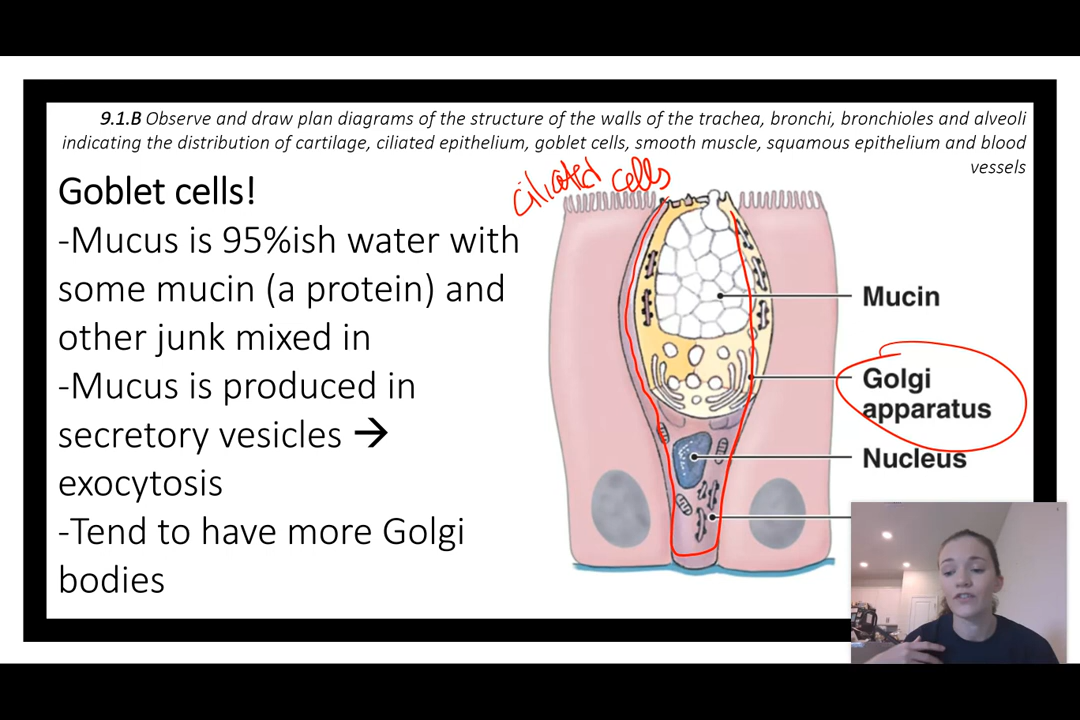 9.1.B Observe and draw plan diagrams of the structure of the walls of the trachea, bronchi, bronchioles and alveoli
indicating the distribution of cartilage, ciliated epithelium, goblet cells, smooth muscle, squamous epithelium and blood
vessels
Goblet cells!
-Mucus is 95%ish water with
some mucin (a protein) and
other junk mixed in
-Mucus is produced in
secretory vesicles →
exocytosis
-Tend to have more Golgi
bodies
ciliated cells
Mucin
Golgi
apparatus
Nucleus